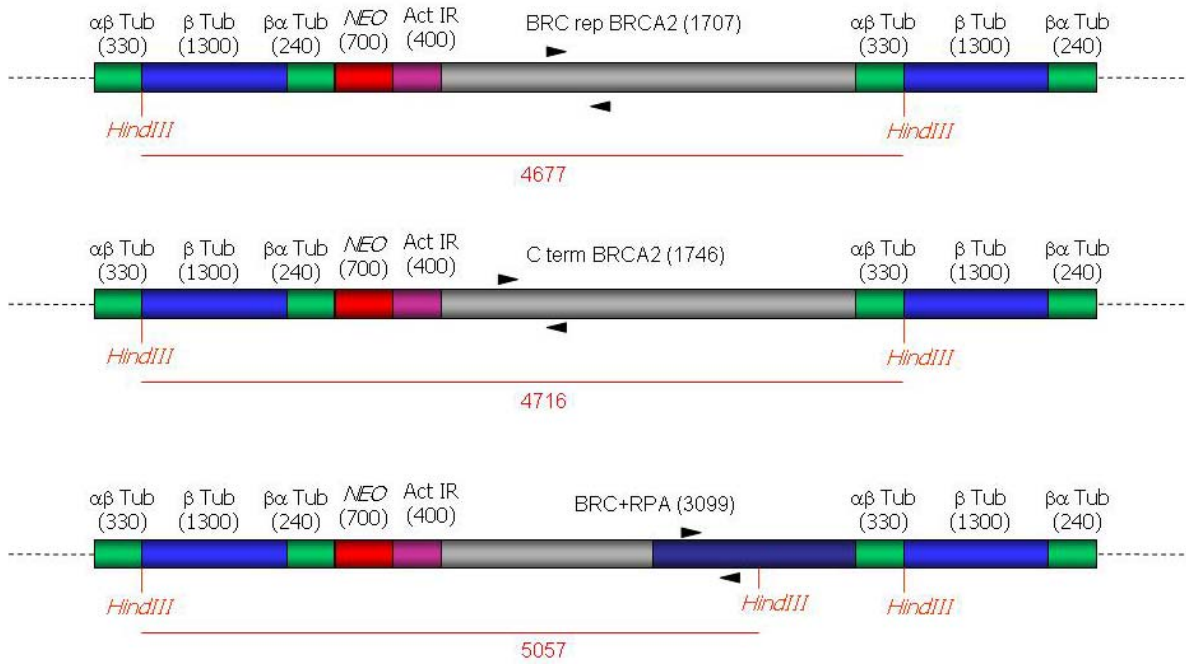 αβ Tub (330) β Tub (1300) βα Tub (240) NEO (700) Act IR (400) BRC rep BRCA2 (1707) αβ Tub (330) β Tub (1300) βα Tub (240)
HindIII HindIII
4677
αβ Tub (330) β Tub (1300) βα Tub (240) NEO (700) Act IR (400) C term BRCA2 (1746) αβ Tub (330) β Tub (1300) βα Tub (240)
HindIII HindIII
4716
αβ Tub (330) β Tub (1300) βα Tub (240) NEO (700) Act IR (400) BRC+RPA (3099) αβ Tub (330) β Tub (1300) βα Tub (240)
HindIII HindIII HindIII
5057